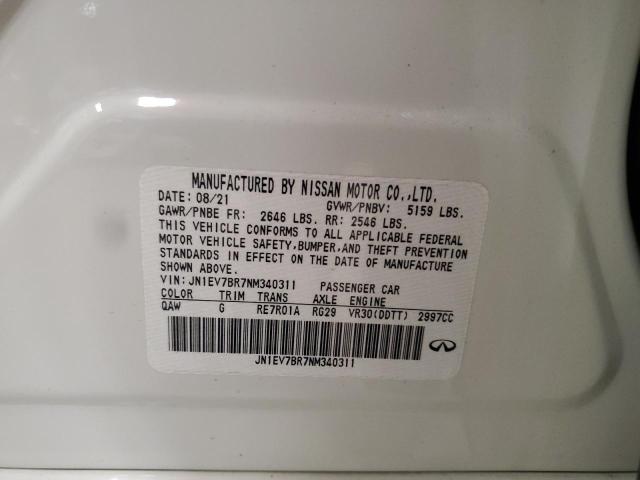 MANUFACTURED BY NISSAN MOTOR CO.,LTD.
DATE: 08/21 GVWR/PNBV: 5159 LBS.
GAWR/PNBE FR: 2646 LBS. RR: 2546 LBS.
THIS VEHICLE CONFORMS TO ALL APPLICABLE FEDERAL
MOTOR VEHICLE SAFETY,BUMPER,AND THEFT PREVENTION
STANDARDS IN EFFECT ON THE DATE OF MANUFACTURE
SHOWN ABOVE.
VIN: JN1EV7BR7NM340311 PASSENGER CAR
COLOR TRIM TRANS AXLE ENGINE
QAW G RE7R01A RG29 VR30(DDTT) 2997CC
JN1EV7BR7NM340311